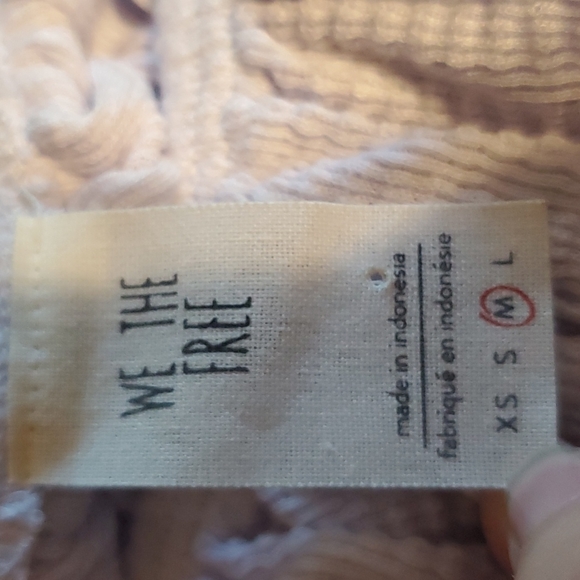 WE THE
FREE
made in indonesia
fabriqué en indonésie
XS S M L